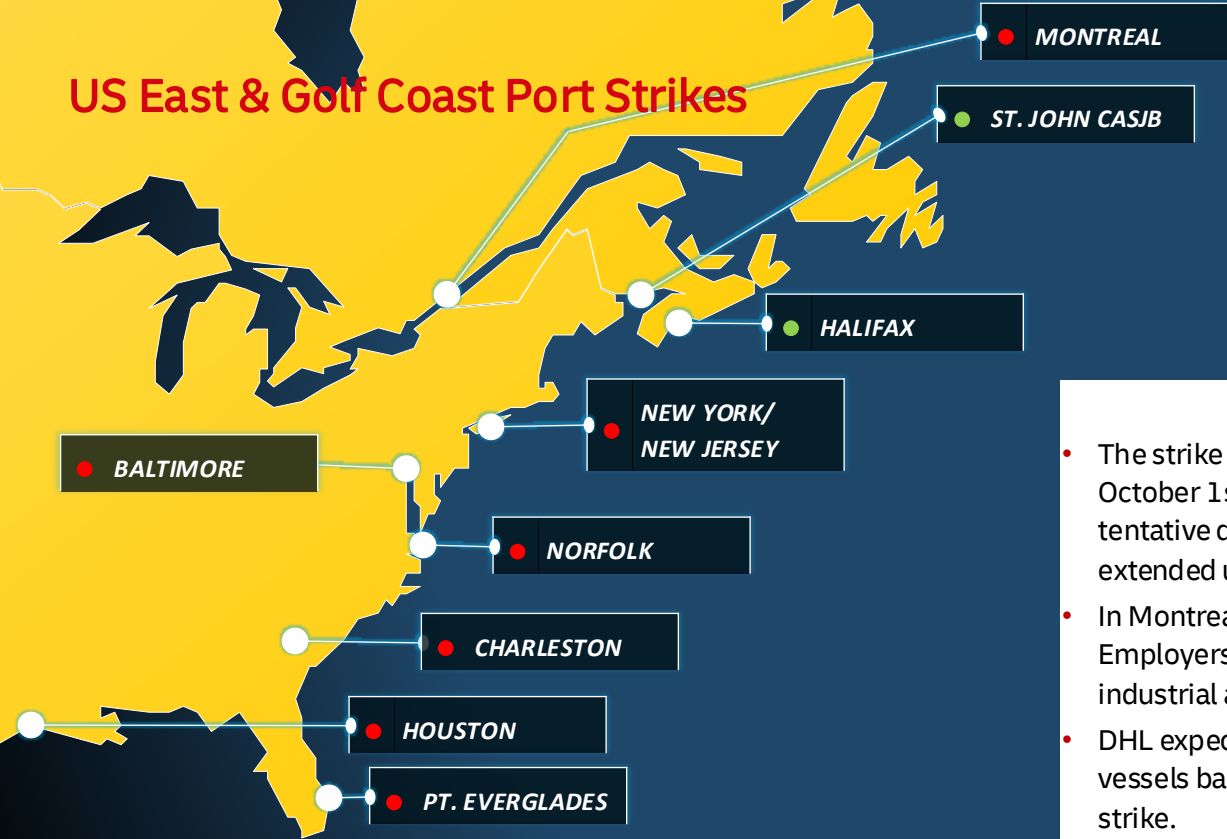 US East & Golf Coast Port Strikes
MONTREAL
ST. JOHN CASJB
HALIFAX
NEW YORK/
NEW JERSEY
BALTIMORE
NORFOLK
CHARLESTON
HOUSTON
PT. EVERGLADES
• The strike
October 1s
tentative
extended
• In Montrea
Employers
industrial
• DHL expec
vessels ba
strike.